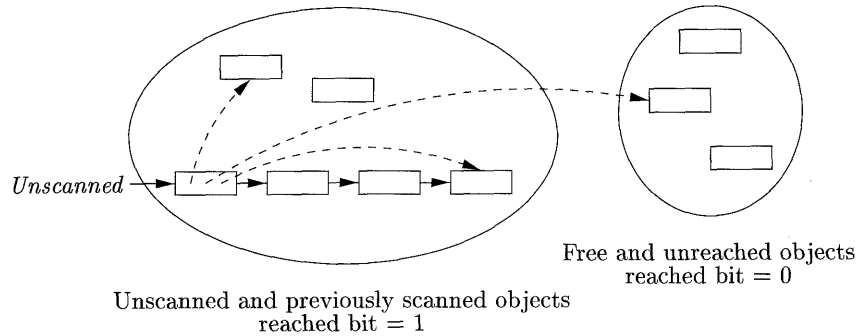 Unscanned
Free and unreached objects
reached bit = 0
Unscanned and previously scanned objects
reached bit = 1